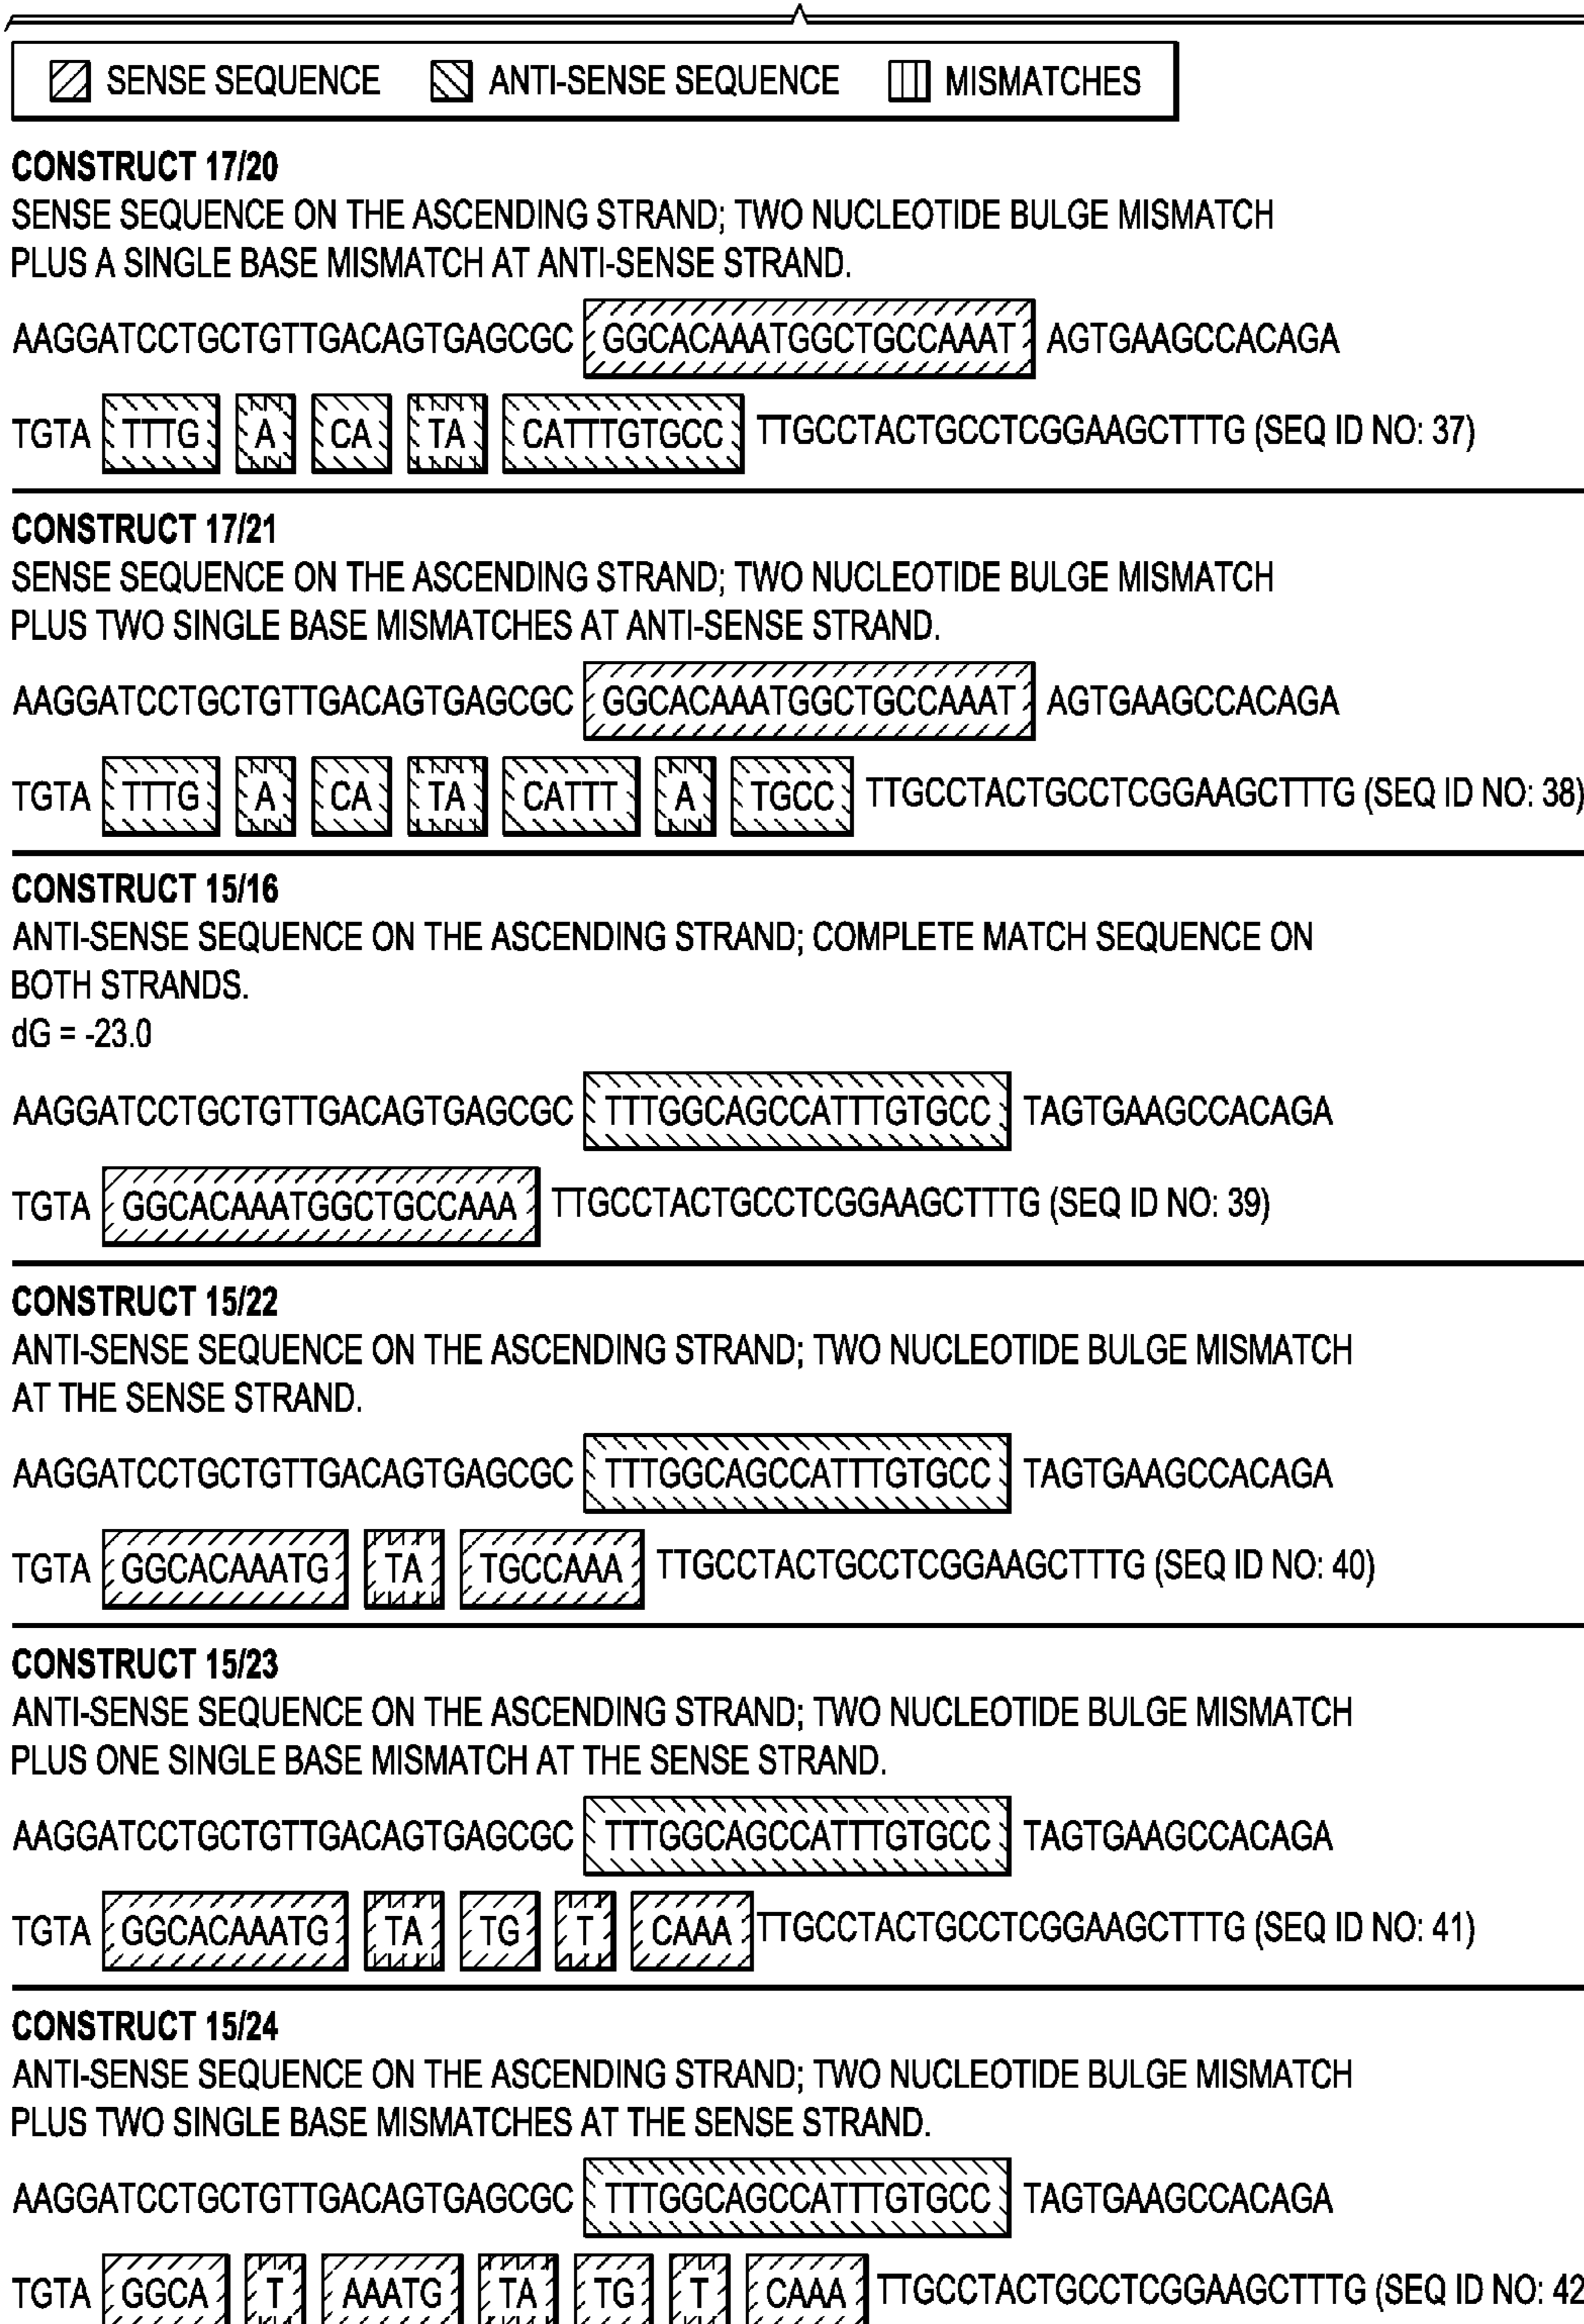 SENSE SEQUENCE ANTI-SENSE SEQUENCE MISMATCHES
CONSTRUCT 17/20
SENSE SEQUENCE ON THE ASCENDING STRAND; TWO NUCLEOTIDE BULGE MISMATCH
PLUS A SINGLE BASE MISMATCH AT ANTI-SENSE STRAND.
AAGGATCCTGCTGTTGACAGTGAGCGC GGCACAAATGGCTGCCAAAT AGTGAAGCCACAGA
TGTA TTTG A CA TA CATTTGTGCC TTGCCTACTGCCTCGGAAGCTTTG (SEQ ID NO: 37)
CONSTRUCT 17/21
SENSE SEQUENCE ON THE ASCENDING STRAND; TWO NUCLEOTIDE BULGE MISMATCH
PLUS TWO SINGLE BASE MISMATCHES AT ANTI-SENSE STRAND.
AAGGATCCTGCTGTTGACAGTGAGCGC GGCACAAATGGCTGCCAAAT AGTGAAGCCACAGA
TGTA TTTG A CA TA CATTT A TGCC TTGCCTACTGCCTCGGAAGCTTTG (SEQ ID NO: 38)
CONSTRUCT 15/16
ANTI-SENSE SEQUENCE ON THE ASCENDING STRAND; COMPLETE MATCH SEQUENCE ON
BOTH STRANDS.
dG = -23.0
AAGGATCCTGCTGTTGACAGTGAGCGC TTTGGCAGCCATTTGTGCC TAGTGAAGCCACAGA
TGTA GGCACAAATGGCTGCCAAA TTGCCTACTGCCTCGGAAGCTTTG (SEQ ID NO: 39)
CONSTRUCT 15/22
ANTI-SENSE SEQUENCE ON THE ASCENDING STRAND; TWO NUCLEOTIDE BULGE MISMATCH
AT THE SENSE STRAND.
AAGGATCCTGCTGTTGACAGTGAGCGC TTTGGCAGCCATTTGTGCC TAGTGAAGCCACAGA
TGTA GGCACAAATG TA TGCCAAA TTGCCTACTGCCTCGGAAGCTTTG (SEQ ID NO: 40)
CONSTRUCT 15/23
ANTI-SENSE SEQUENCE ON THE ASCENDING STRAND; TWO NUCLEOTIDE BULGE MISMATCH
PLUS ONE SINGLE BASE MISMATCH AT THE SENSE STRAND.
AAGGATCCTGCTGTTGACAGTGAGCGC TTTGGCAGCCATTTGTGCC TAGTGAAGCCACAGA
TGTA GGCACAAATG TA TG T CAAA TTGCCTACTGCCTCGGAAGCTTTG (SEQ ID NO: 41)
CONSTRUCT 15/24
ANTI-SENSE SEQUENCE ON THE ASCENDING STRAND; TWO NUCLEOTIDE BULGE MISMATCH
PLUS TWO SINGLE BASE MISMATCHES AT THE SENSE STRAND.
AAGGATCCTGCTGTTGACAGTGAGCGC TTTGGCAGCCATTTGTGCC TAGTGAAGCCACAGA
TGTA GGCA T AAATG TA TG T CAAA TTGCCTACTGCCTCGGAAGCTTTG (SEQ ID NO: 42